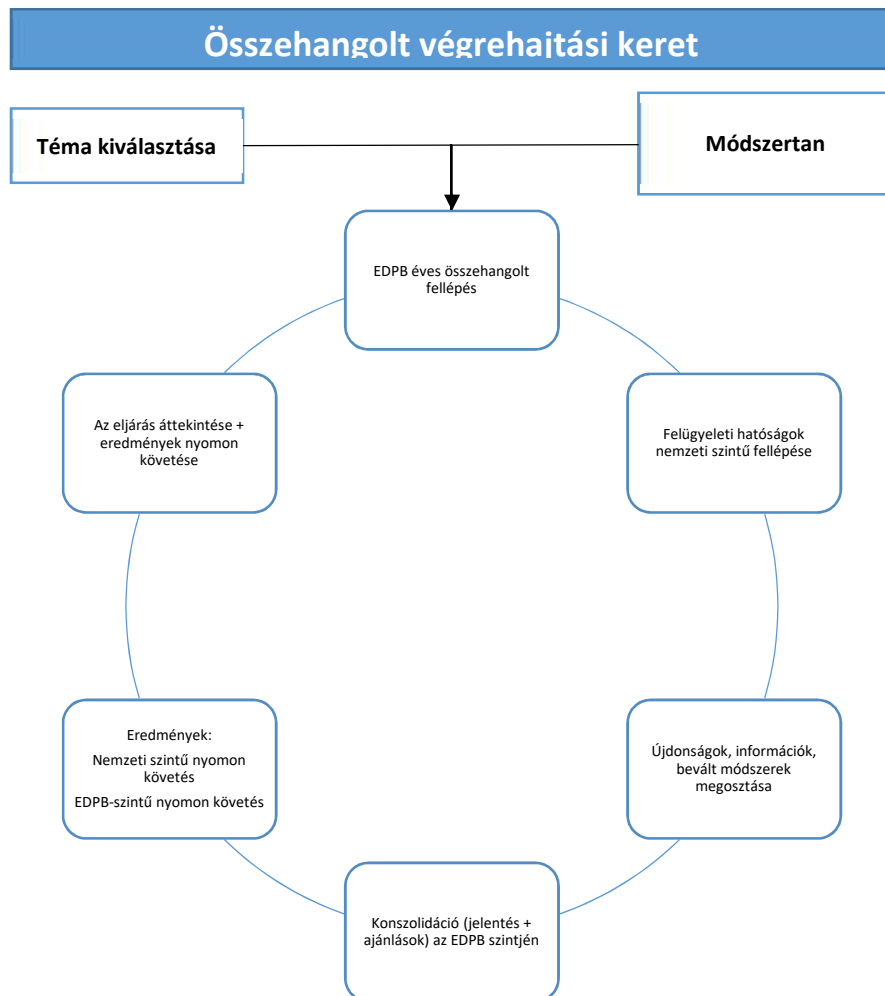 Összehangolt végrehajtási keret
Téma kiválasztása
Módszertan
EDPB éves összehangolt
fellépés
Felügyeleti hatóságok
nemzeti szintű fellépése
Újdonságok, információk,
bevált módszerek
megosztása
Konszolidáció (jelentés +
ajánlások) az EDPB szintjén
Eredmények:
Nemzeti szintű nyomon
követés
EDPB-szintű nyomon követés
Az eljárás áttekintése +
eredmények nyomon
követése